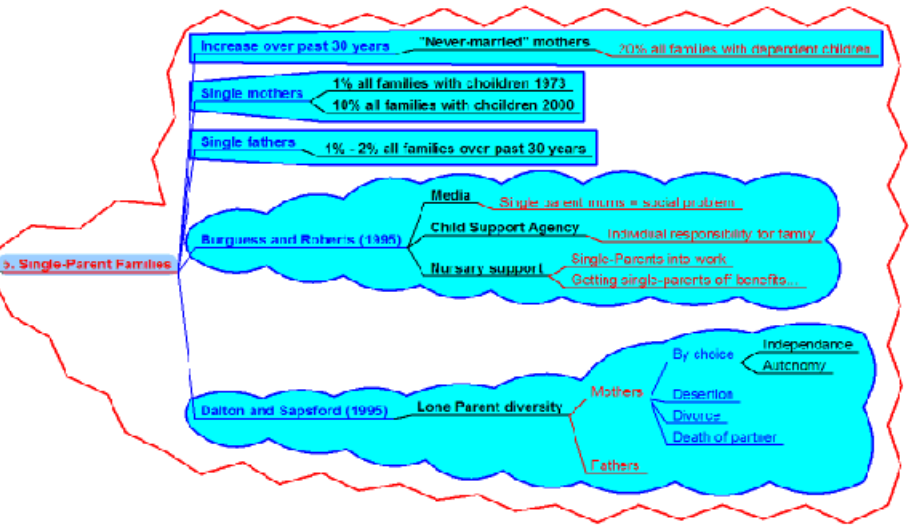 5. Single-Parent Families
Increase over past 30 years
"Never-married" mothers
20% all families with dependent children
Single mothers
1% all families with choildren 1973
10% all families with choildren 2000
Single fathers
1% - 2% all families over past 30 years
Burguess and Roberts (1995)
Media
Single parent mums = social problem
Child Support Agency
Individual responsibility for family
Nursary support
Single-Parents into work
Getting single-parents off benefits...
Dalton and Sapsford (1995)
Lone Parent diversity
Mothers
By choice
Independance
Autonomy
Desertion
Divorce
Death of partner
Fathers